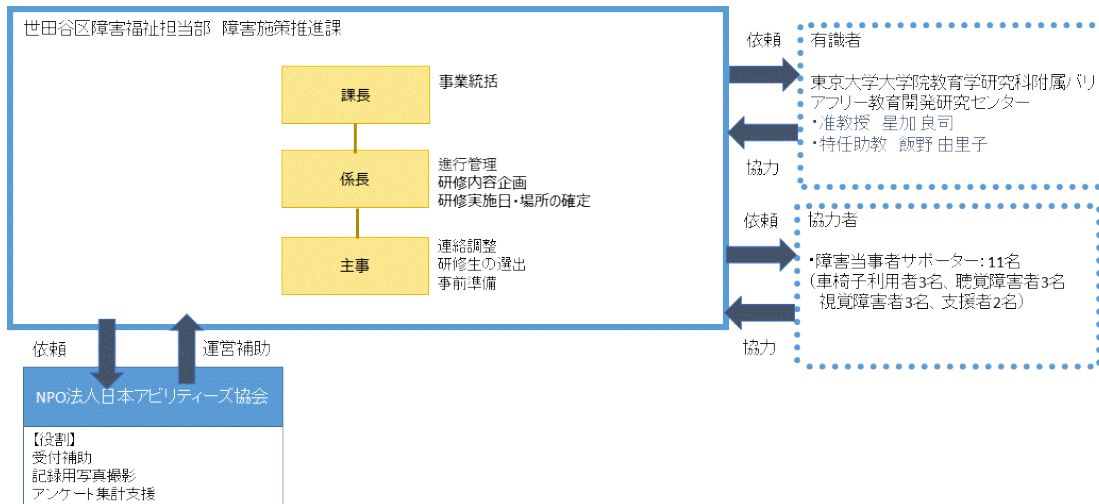 世田谷区障害福祉担当部 障害施策推進課
課長
事業統括
係長
進行管理
研修内容企画
研修実施日・場所の確定
主事
連絡調整
研修生の選出
事前準備
依頼
協力
有識者
東京大学大学院教育学研究科附属バリ
アフリー教育開発研究センター
・准教授 星加 良司
・特任助教 飯野 由里子
依頼
協力
協力者
・障害当事者サポーター:11名
(車椅子利用者3名、聴覚障害者3名
視覚障害者3名、支援者2名)
依頼
運営補助
NPO法人日本アビリティーズ協会
【役割】
受付補助
記録用写真撮影
アンケート集計支援